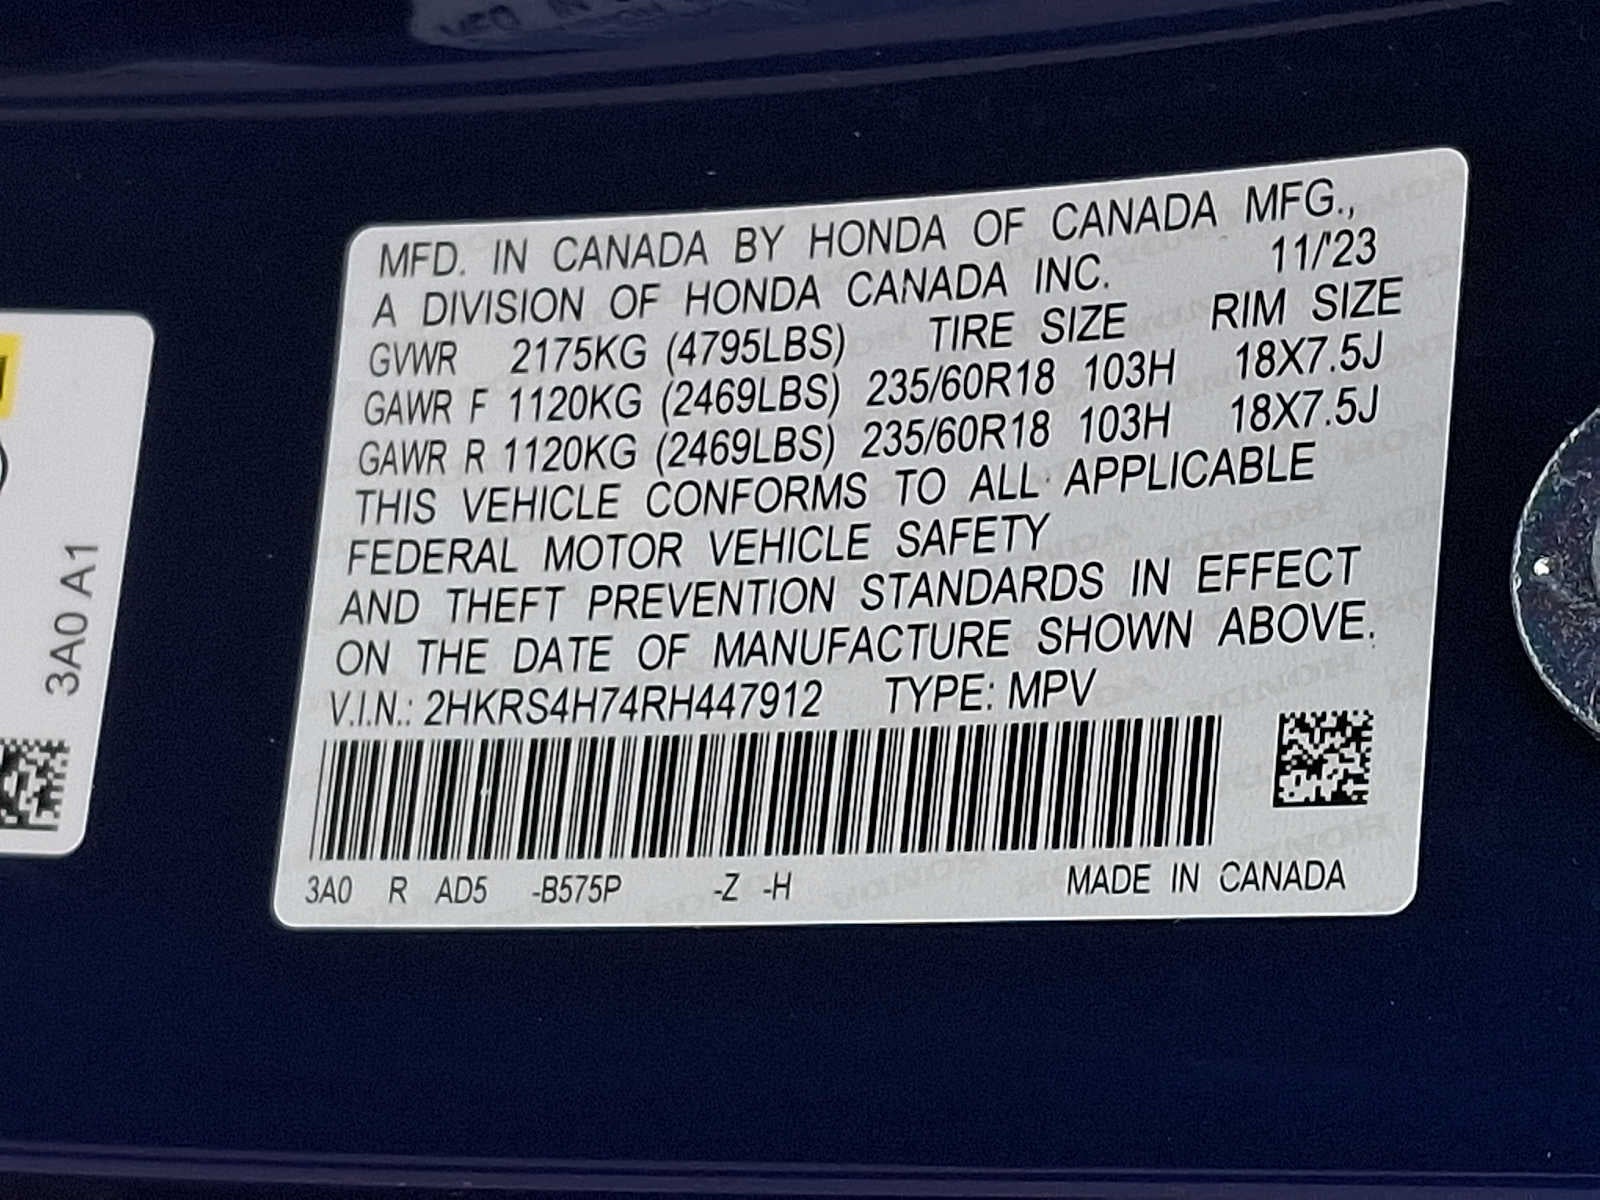 MFD. IN CANADA BY HONDA OF CANADA MFG.,
A DIVISION OF HONDA CANADA INC. 11/'23
GVWR 2175KG (4795LBS) TIRE SIZE RIM SIZE
GAWR F 1120KG (2469LBS) 235/60R18 103H 18X7.5J
GAWR R 1120KG (2469LBS) 235/60R18 103H 18X7.5J
THIS VEHICLE CONFORMS TO ALL APPLICABLE
FEDERAL MOTOR VEHICLE SAFETY
AND THEFT PREVENTION STANDARDS IN EFFECT
ON THE DATE OF MANUFACTURE SHOWN ABOVE.
V.I.N.: 2HKRS4H74RH447912 TYPE: MPV
3A0 R AD5 -B575P -Z -H MADE IN CANADA
3A0 A1